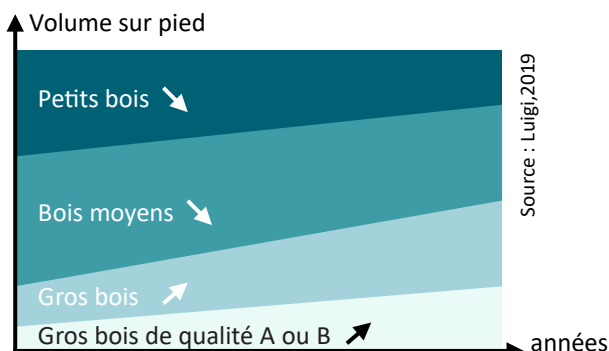 Volume sur pied
Petits bois
Bois moyens
Gros bois
Gros bois de qualité A ou B
années
Source : Luigi,2019